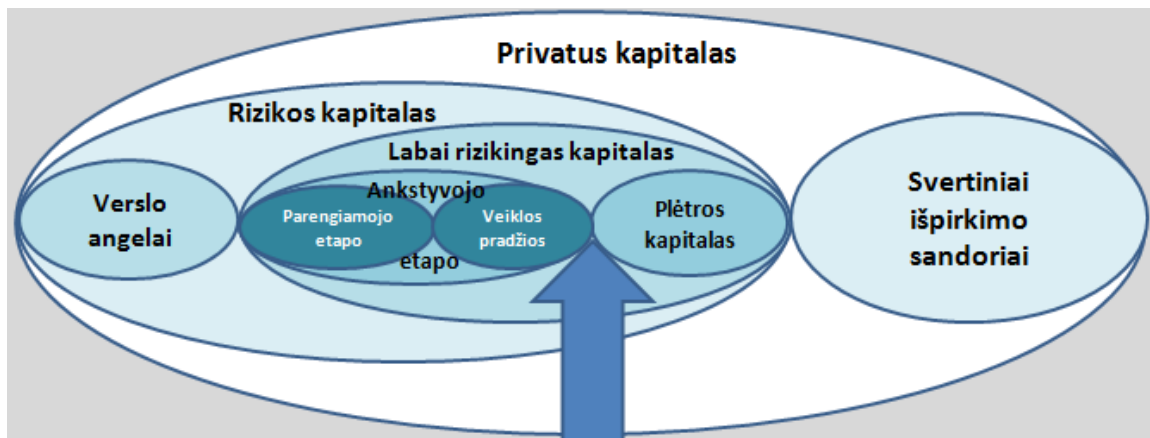 Privatus kapitalas
Rizikos kapitalas
Labai rizikingas kapitalas
Verslo
angelai
Ankstyvojo
etapo
Parengiamojo
etapo
Veiklos
pradžios
Plėtros
kapitalas
Svertiniai
išpirkimo
sandoriai